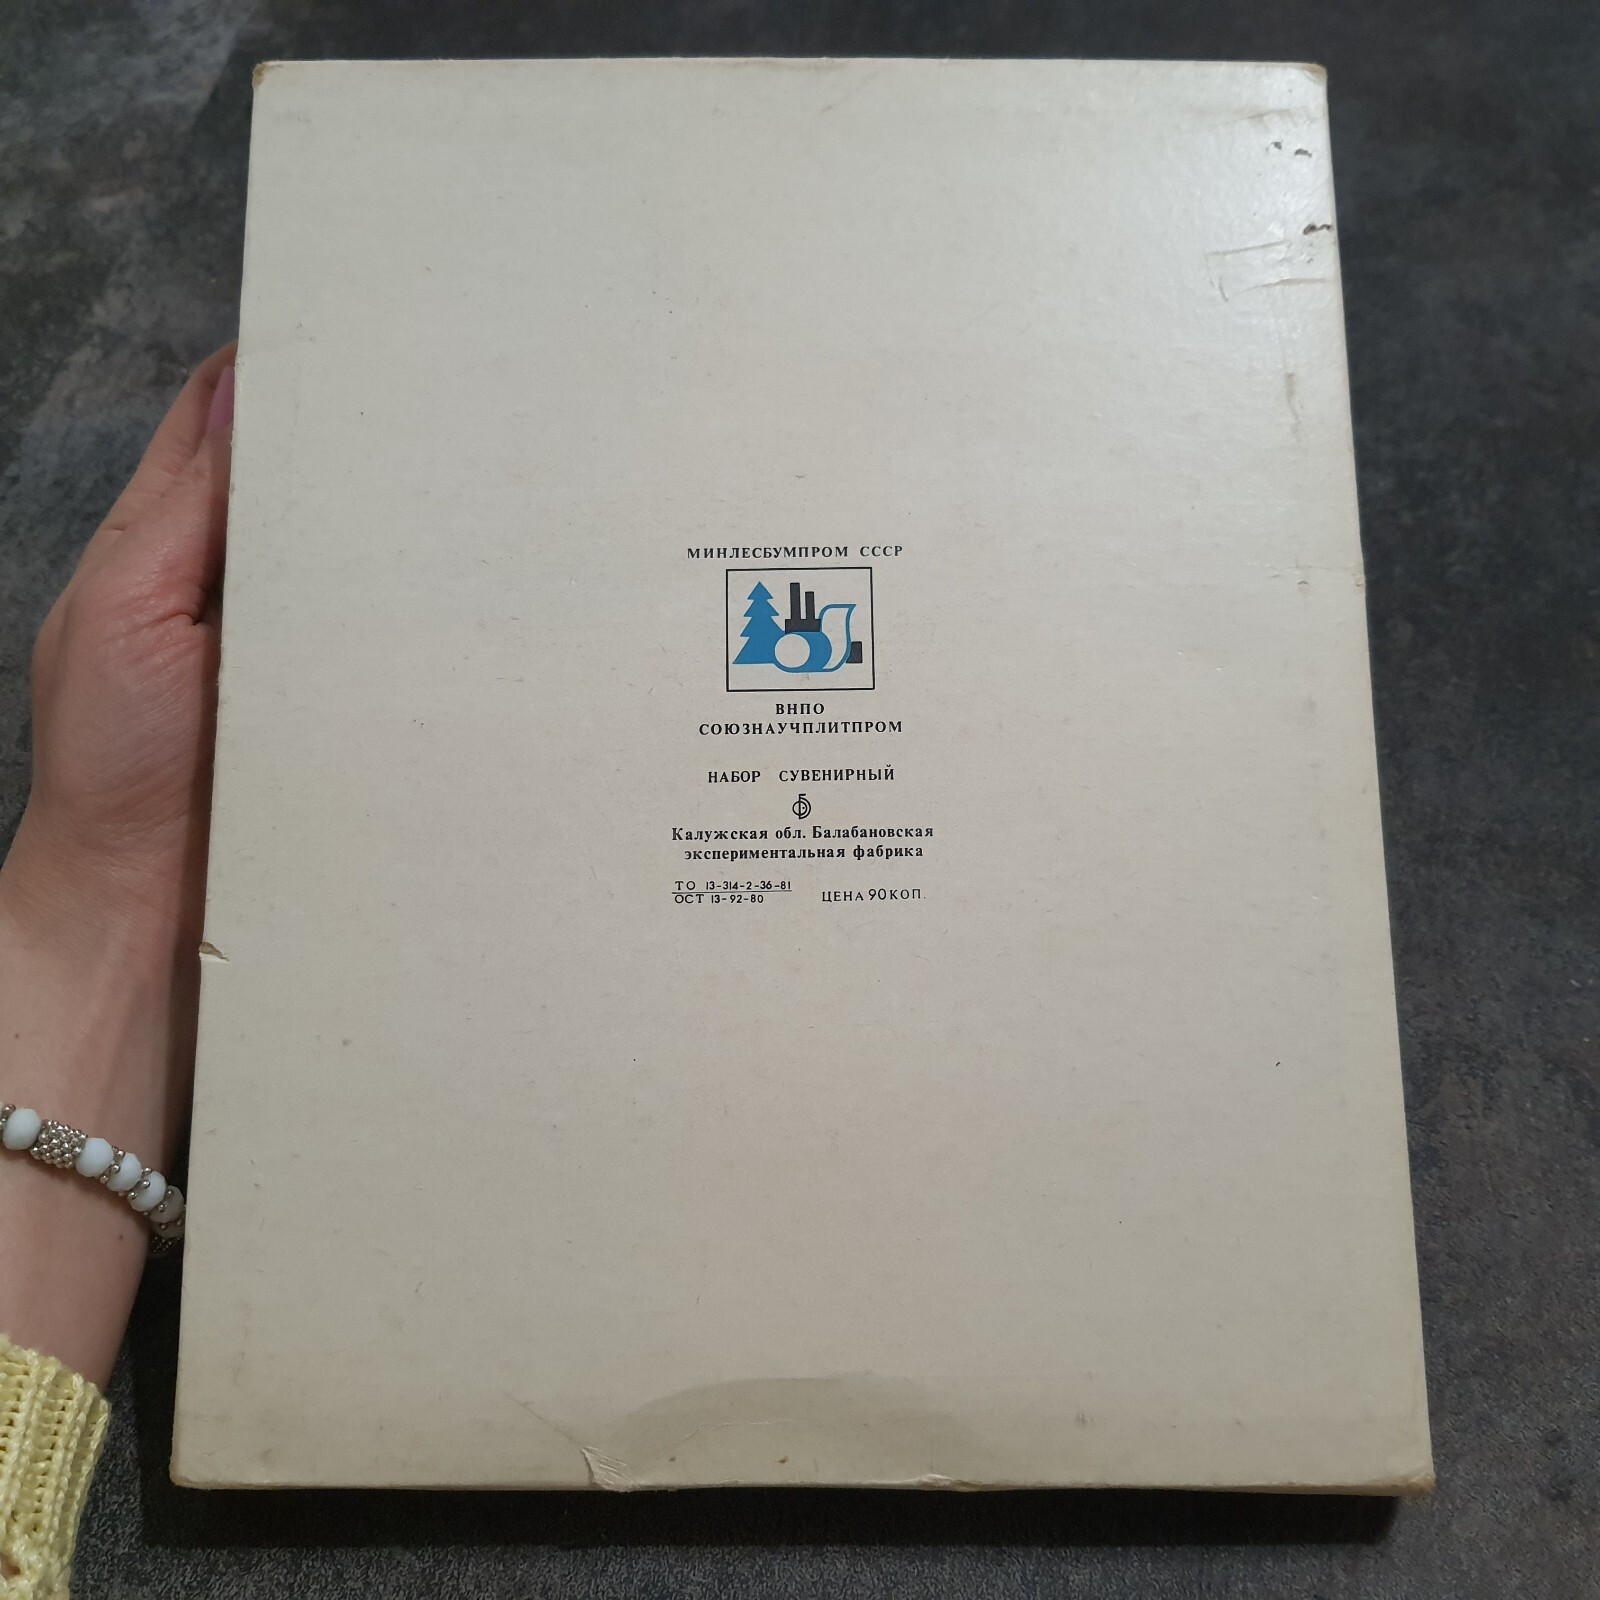 МИНЛЕСБУМПРОМ СССР
ВНПО
СОЮЗНАУЧПЛИТПРОМ
НАБОР СУВЕНИРНЫЙ
Калужская обл. Балабановская
экспериментальная фабрика
ТО 13-314-2-36-81
ОСТ 13-92-80
ЦЕНА 90 КОП.